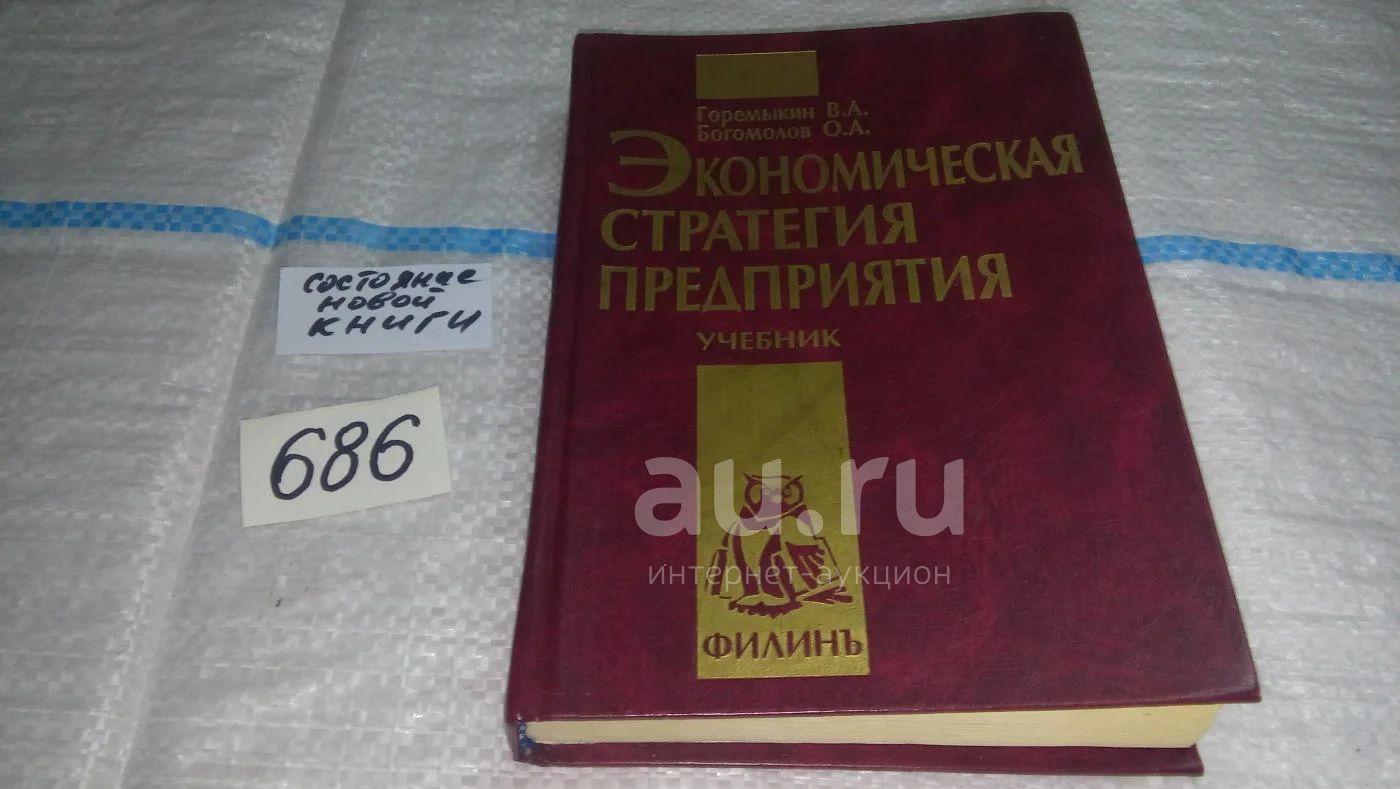 Горемыкин В.А.
Богомолов О.А.
ЭКОНОМИЧЕСКАЯ
СТРАТЕГИЯ
ПРЕДПРИЯТИЯ
УЧЕБНИК
ФИЛИНЪ
состояние
новой
книги
686
au.ru
интернет-аукцион